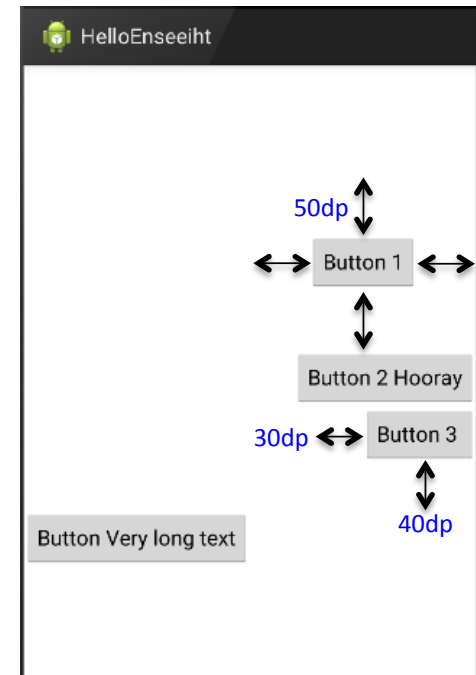 HelloEnseeiht
50dp
Button 1
Button 2 Hooray
30dp
Button 3
40dp
Button Very long text